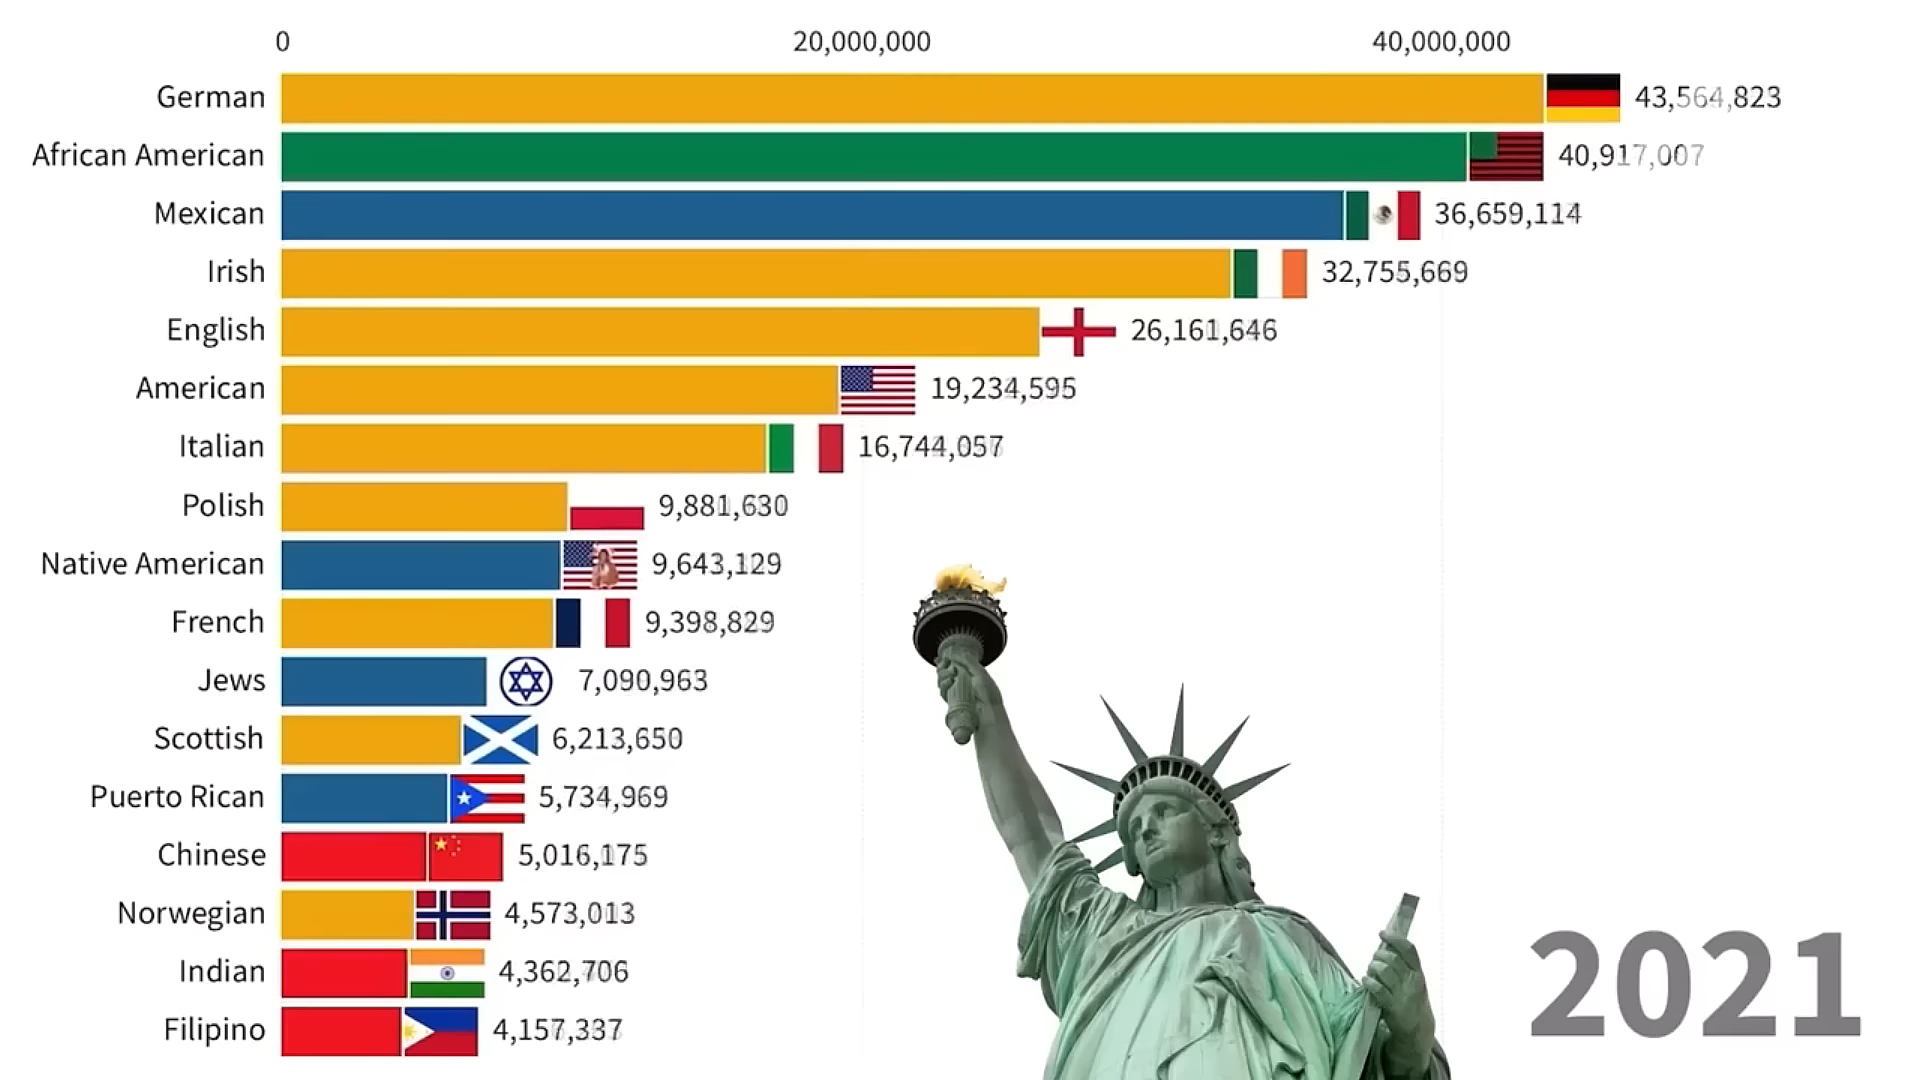 0 20,000,000 40,000,000
German 43,564,823
African American
Mexican 36,659,114
Irish 32,755,669
English 26,161,646
American 19,234,595
Italian 16,744,057
Polish 9,881,630
Native American 9,643,129
French 9,398,829
Jews 7,090,963
Scottish 6,213,650
Puerto Rican 5,734,969
Chinese 5,016,175
Norwegian 4,573,013
Indian 4,362,706
Filipino 4,157,337
2021